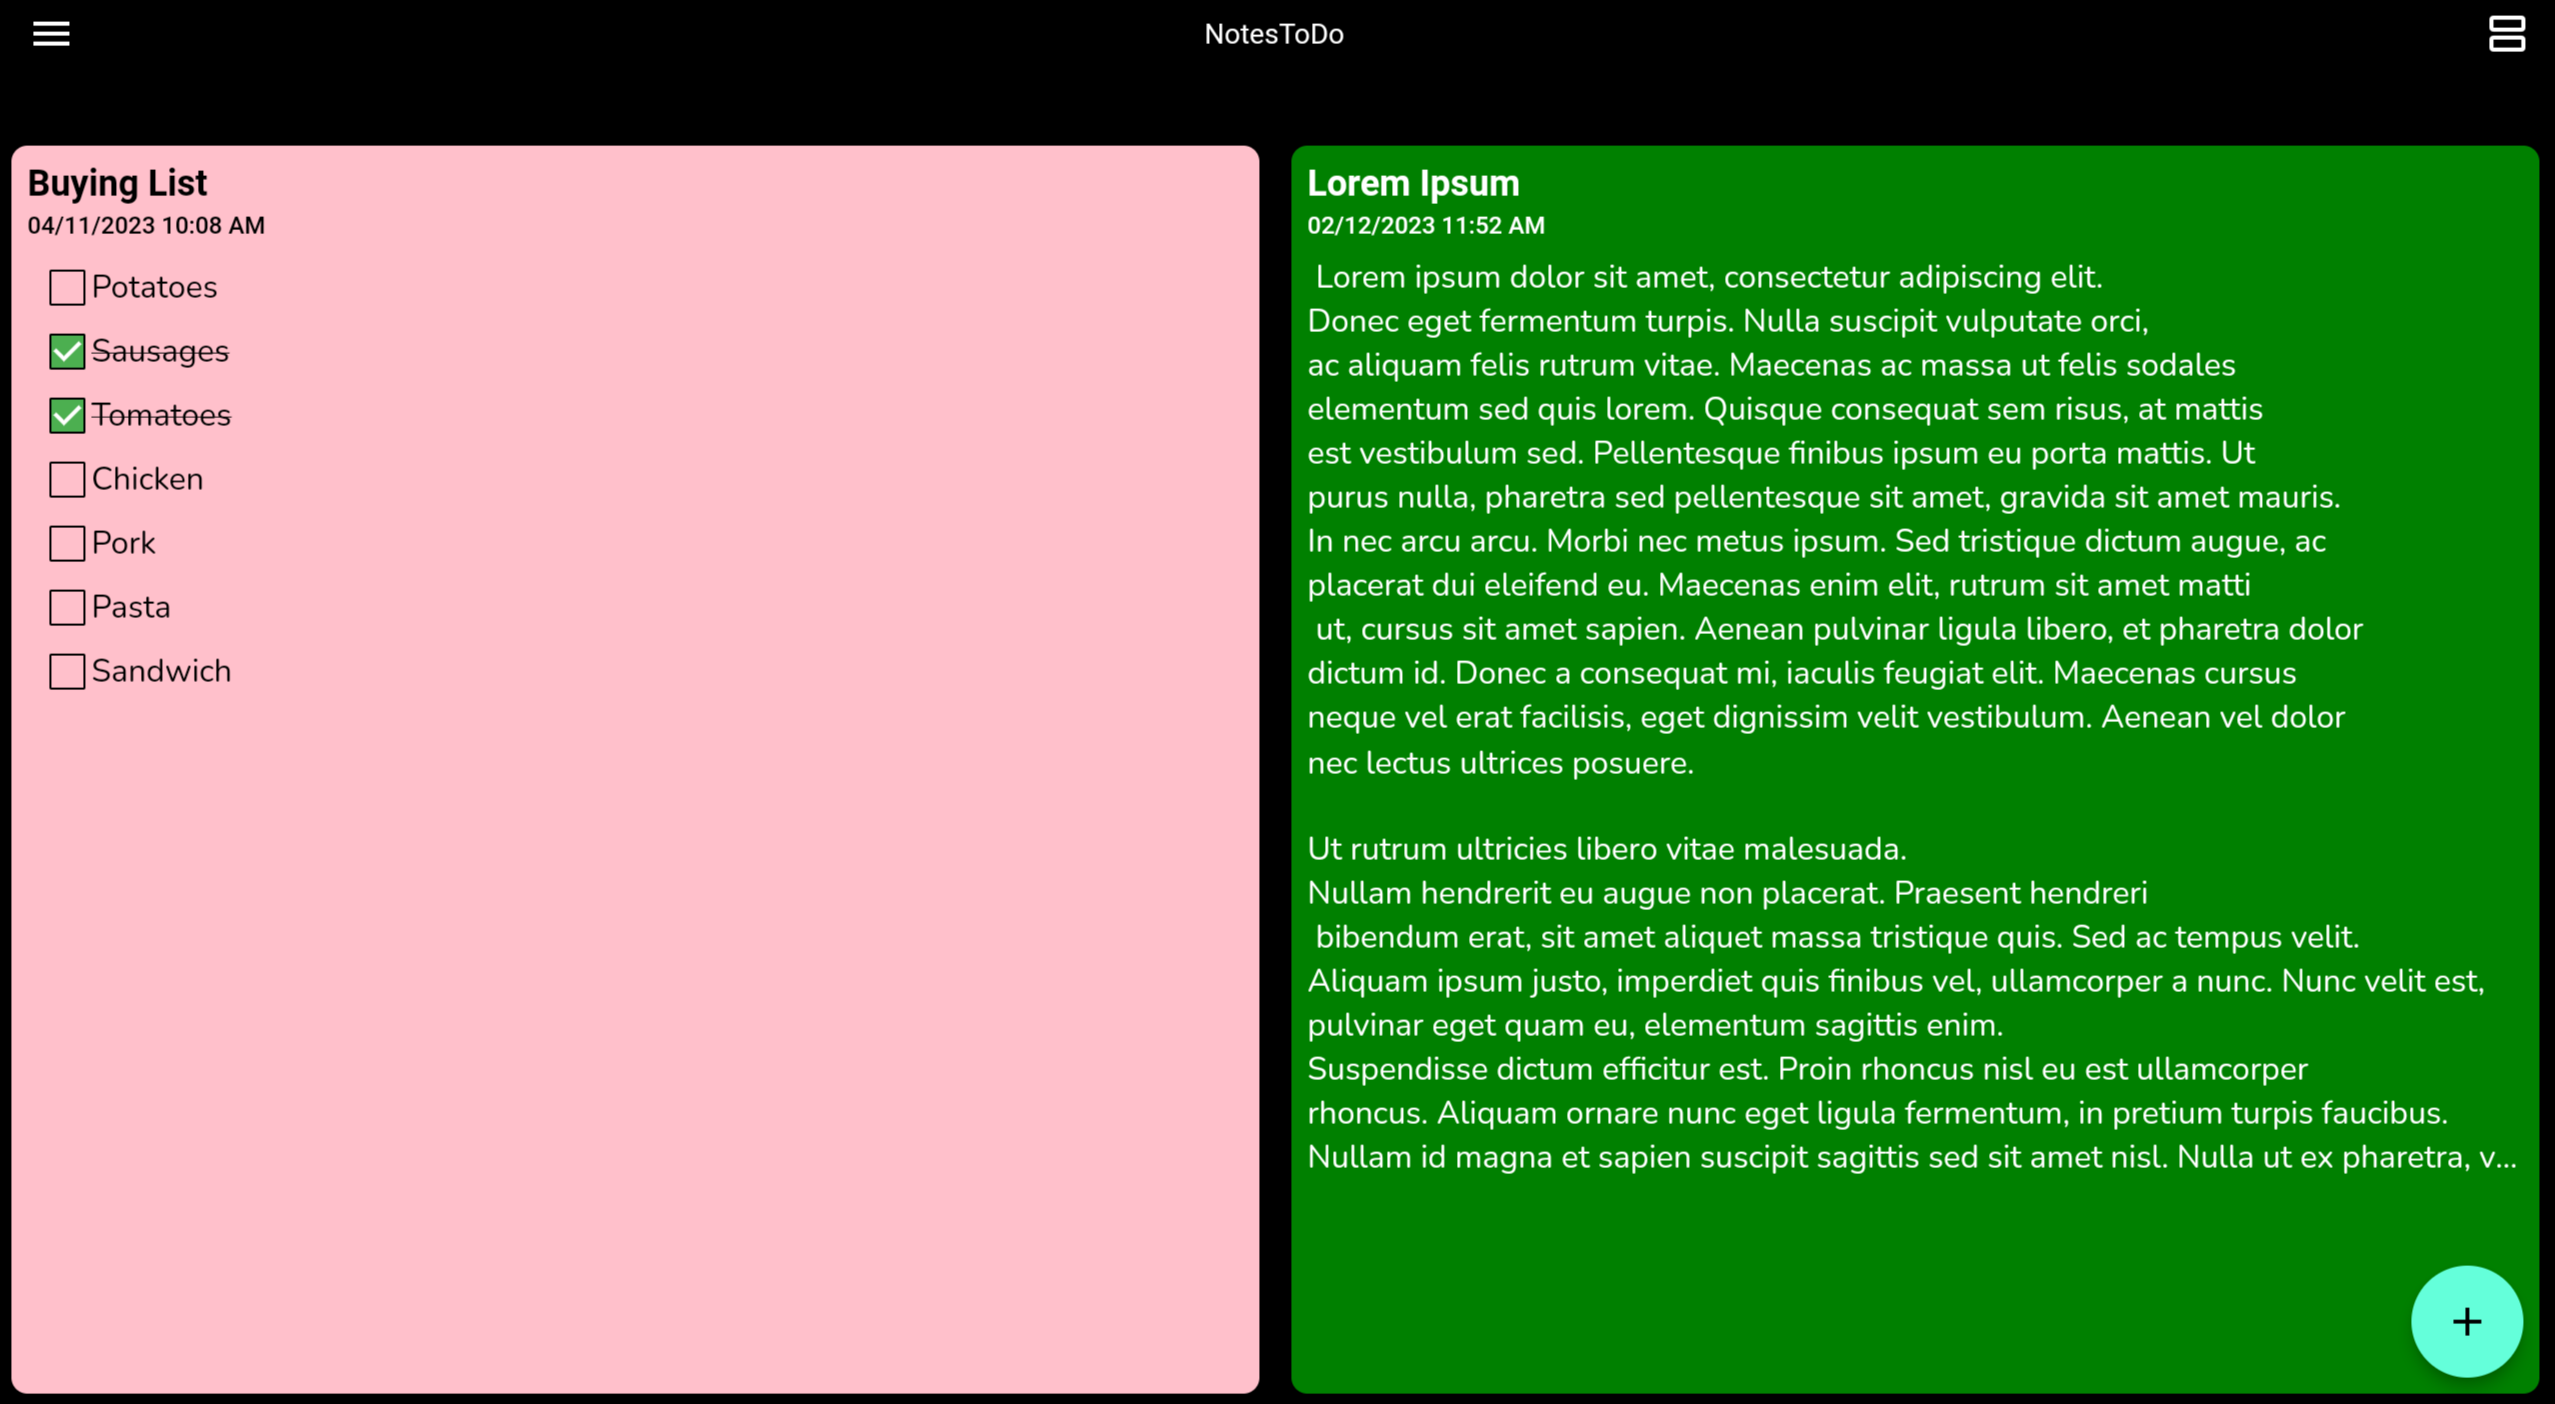 NotesToDo
Buying List
04/11/2023 10:08 AM
Potatoes
Sausages
Tomatoes
Chicken
Pork
Pasta
Sandwich
Lorem Ipsum
02/12/2023 11:52 AM
Lorem ipsum dolor sit amet, consectetur adipiscing elit.
Donec eget fermentum turpis. Nulla suscipit vulputate orci,
ac aliquam felis rutrum vitae. Maecenas ac massa ut felis sodales
elementum sed quis lorem. Quisque consequat sem risus, at mattis
est vestibulum sed. Pellentesque finibus ipsum eu porta mattis. Ut
purus nulla, pharetra sed pellentesque sit amet, gravida sit amet mauris.
In nec arcu arcu. Morbi nec metus ipsum. Sed tristique dictum augue, ac
placerat dui eleifend eu. Maecenas enim elit, rutrum sit amet matti
ut, cursus sit amet sapien. Aenean pulvinar ligula libero, et pharetra dolor
dictum id. Donec a consequat mi, iaculis feugiat elit. Maecenas cursus
neque vel erat facilisis, eget dignissim velit vestibulum. Aenean vel dolor
nec lectus ultrices posuere.
Ut rutrum ultricies libero vitae malesuada.
Nullam hendrerit eu augue non placerat. Praesent hendreri
bibendum erat, sit amet aliquet massa tristique quis. Sed ac tempus velit.
Aliquam ipsum justo, imperdiet quis finibus vel, ullamcorper a nunc. Nunc velit est,
pulvinar eget quam eu, elementum sagittis enim.
Suspendisse dictum efficitur est. Proin rhoncus nisl eu est ullamcorper
rhoncus. Aliquam ornare nunc eget ligula fermentum, in pretium turpis faucibus.
Nullam id magna et sapien suscipit sagittis sed sit amet nisl. Nulla ut ex pharetra, v...